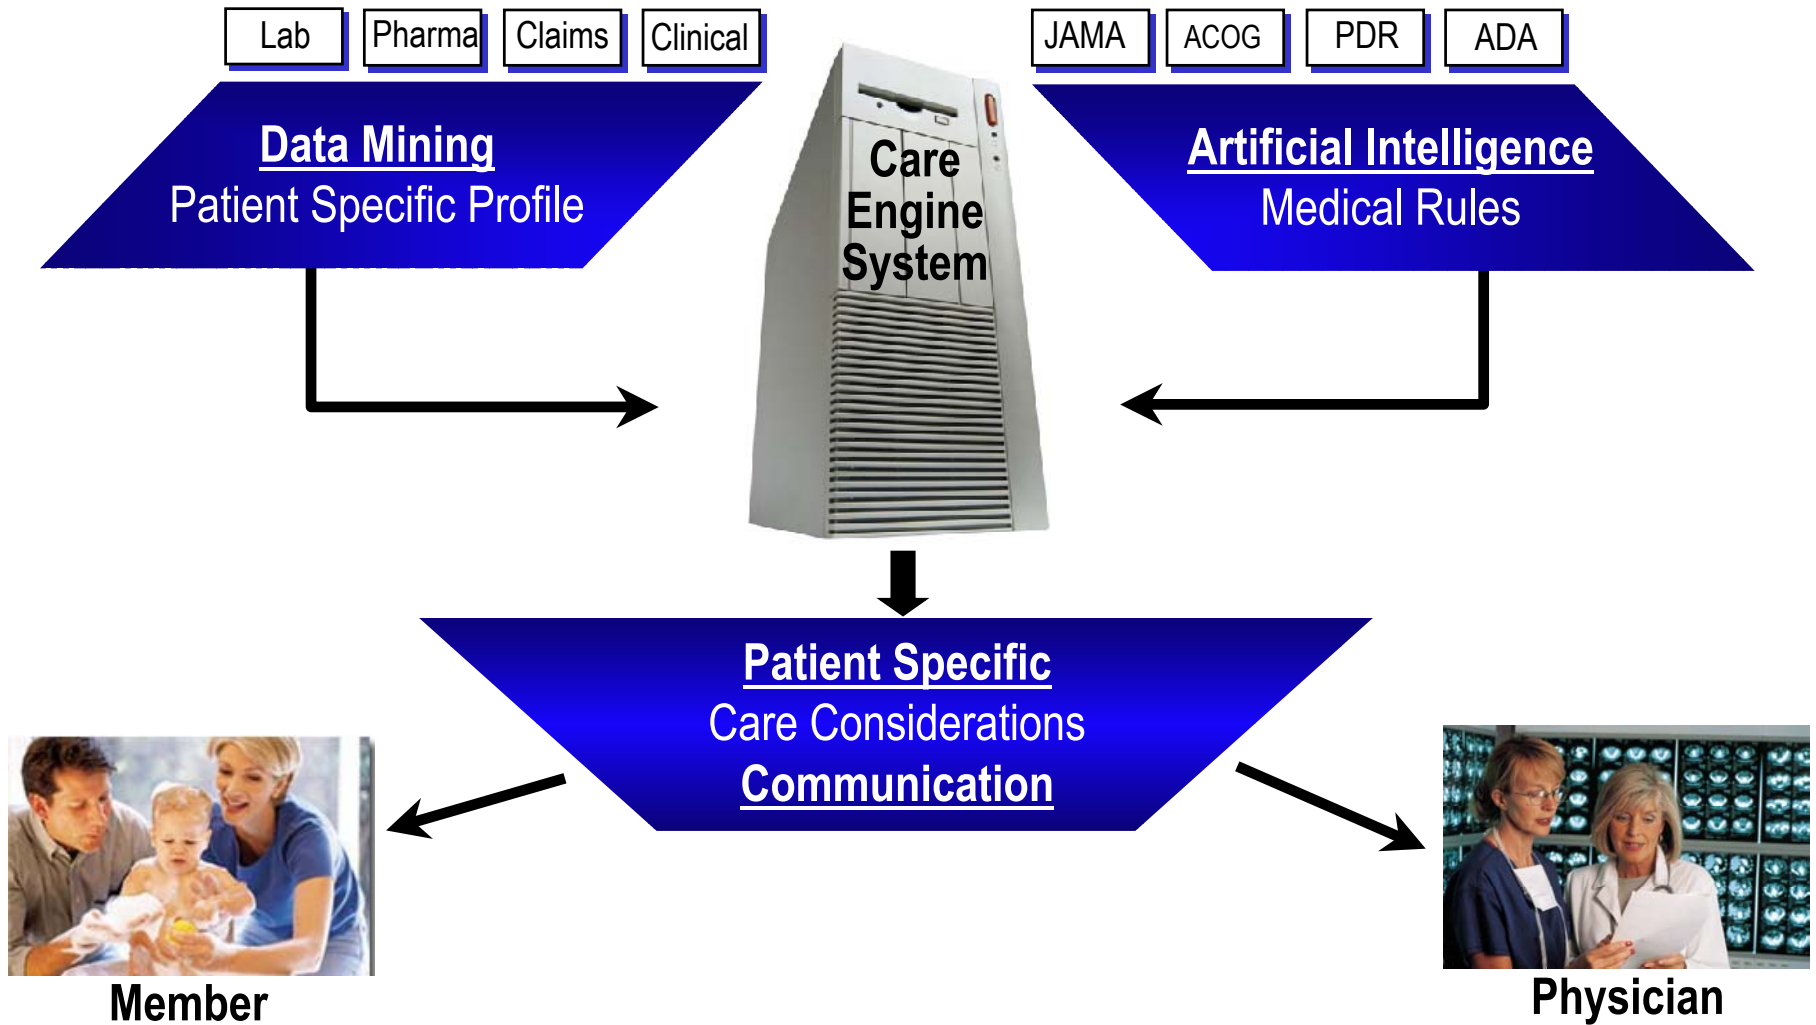 Lab
Pharma
Claims
Clinical
JAMA
ACOG
PDR
ADA
Data Mining
Patient Specific Profile
Care
Engine
System
Artificial Intelligence
Medical Rules
Patient Specific
Care Considerations
Communication
Member
Physician